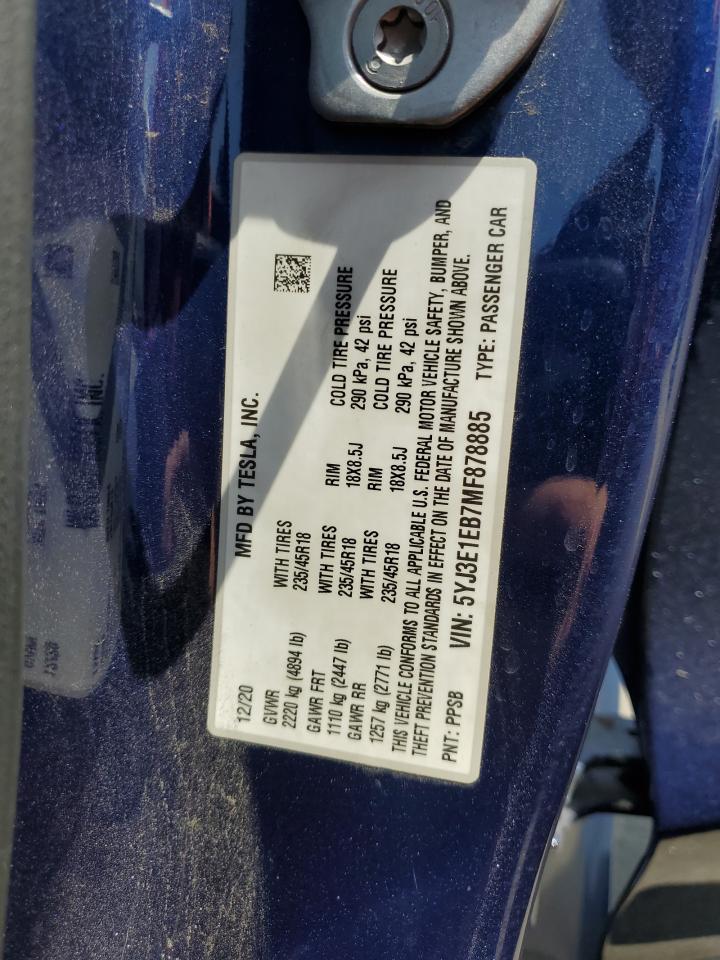 12/20 MFD BY TESLA, INC.
GVWR WITH TIRES
2220 kg (4894 lb) 235/45R18
GAWR FRT WITH TIRES RIM COLD TIRE PRESSURE
1110 kg (2447 lb) 235/45R18 18X8.5J 290 kPa, 42 psi
GAWR RR WITH TIRES RIM COLD TIRE PRESSURE
1257 kg (2771 lb) 235/45R18 18X8.5J 290 kPa, 42 psi
THIS VEHICLE CONFORMS TO ALL APPLICABLE U.S. FEDERAL MOTOR VEHICLE SAFETY, BUMPER, AND
THEFT PREVENTION STANDARDS IN EFFECT ON THE DATE OF MANUFACTURE SHOWN ABOVE.
PNT: PPSB VIN: 5YJ3E1EB7MF878885 TYPE: PASSENGER CAR